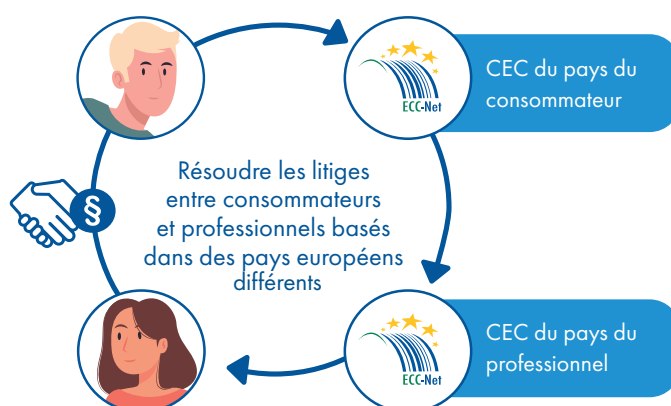 ECC-Net
CEC du pays du
consommateur
Résoudre les litiges
entre consommateurs
et professionnels basés
dans des pays européens
différents
§
ECC-Net
CEC du pays du
professionnel